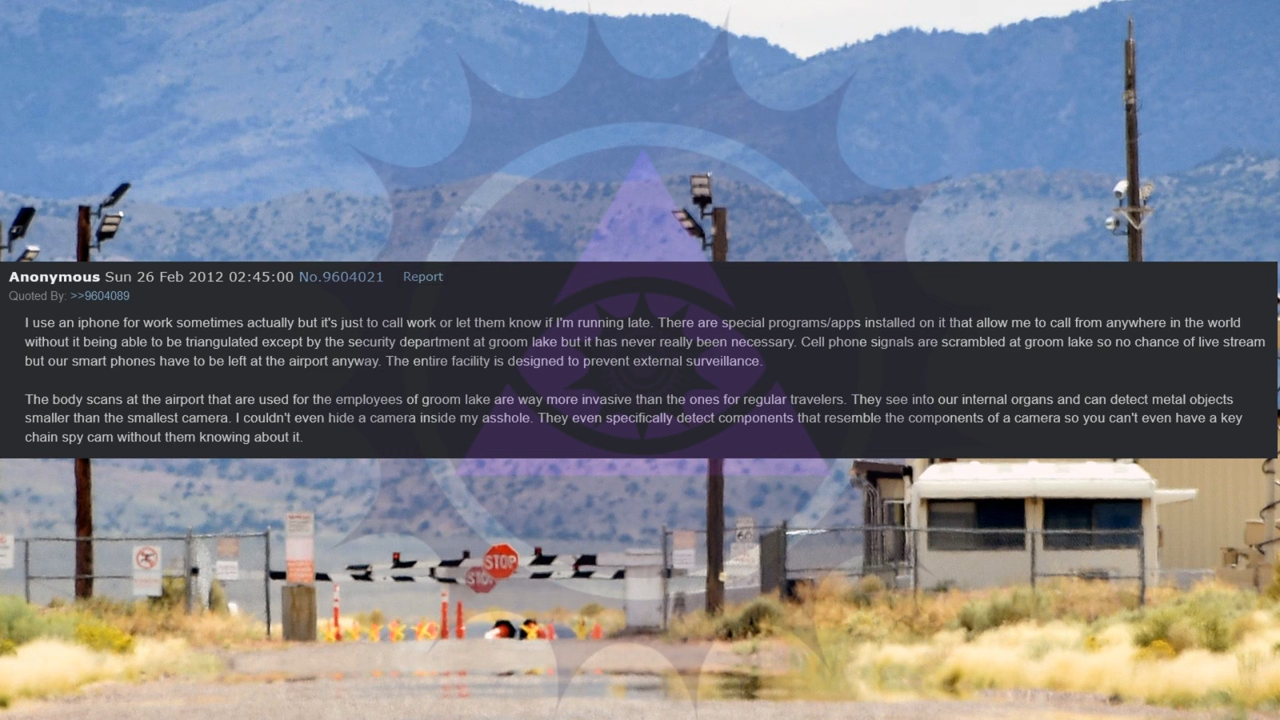 Anonymous Sun 26 Feb 2012 02:45:00 No.9604021 Report
Quoted By: >>9604089
I use an iphone for work sometimes actually but it's just to call work or let them know if I'm running late. There are special programs/apps installed on it that allow me to call from anywhere in the world
without it being able to be triangulated except by the security department at groom lake but it has never really been necessary. Cell phone signals are scrambled at groom lake so no chance of live stream
but our smart phones have to be left at the airport anyway. The entire facility is designed to prevent external surveillance.
The body scans at the airport that are used for the employees of groom lake are way more invasive than the ones for regular travelers. They see into our internal organs and can detect metal objects
smaller than the smallest camera. I couldn't even hide a camera inside my asshole. They even specifically detect components that resemble the components of a camera so you can't even have a key
chain spy cam without them knowing about it.
STOP
STOP